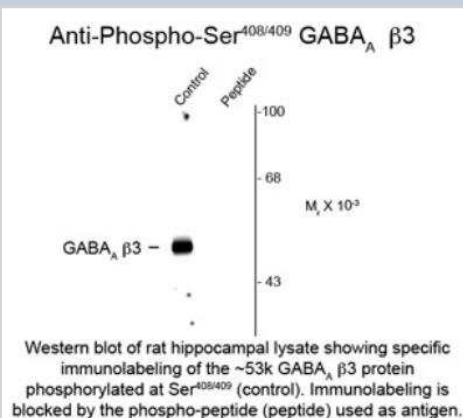 Anti-Phospho-Ser408/409 GABAA β3
Control
Peptide
-100
- 68
Mr X 10-3
GABAA β3 –
- 43
Western blot of rat hippocampal lysate showing specific
immunolabeling of the ~53k GABAA β3 protein
phosphorylated at Ser408/409 (control). Immunolabeling is
blocked by the phospho-peptide (peptide) used as antigen.